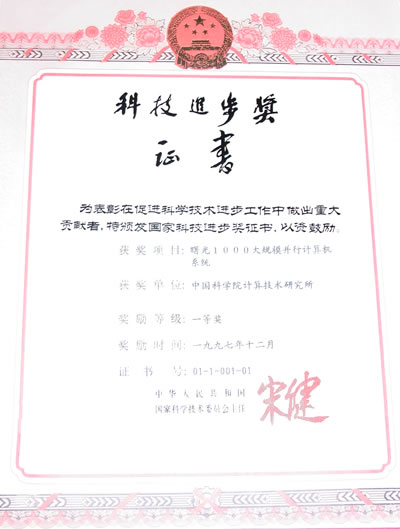 科技进步奖
证书
为表彰在促进科学技术进步工作中做出重大
贡献者,特颁发国家科技进步奖证书,以资鼓励。
获奖项目:曙光1000大规模并行计算机
系统
获奖单位:中国科学院计算技术研究所
奖励等级:一等奖
奖励时间:一九九七年十二月
证书号:01-1-001-01
中华人民共和国
国家科学技术委员会主任
宋健